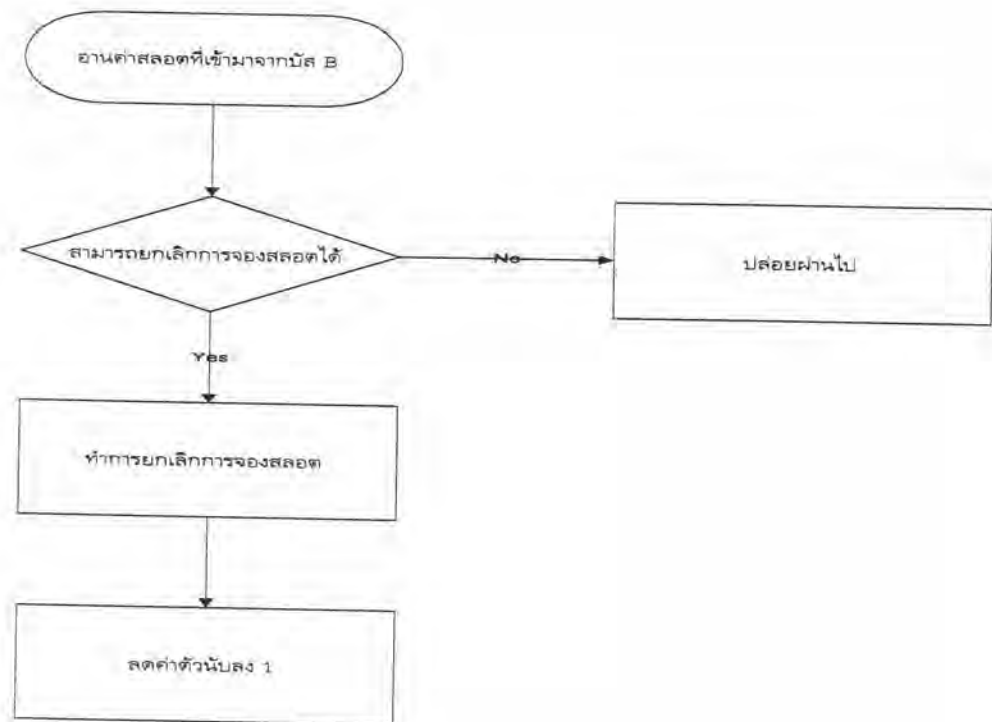 อ่านค่าสลอตที่เข้ามาจากบัส B
สามารถยกเลิกการจองสลอตได้
No
ปล่อยผ่านไป
Yes
ทำการยกเลิกการจองสลอต
ลดค่าตัวนับลง 1